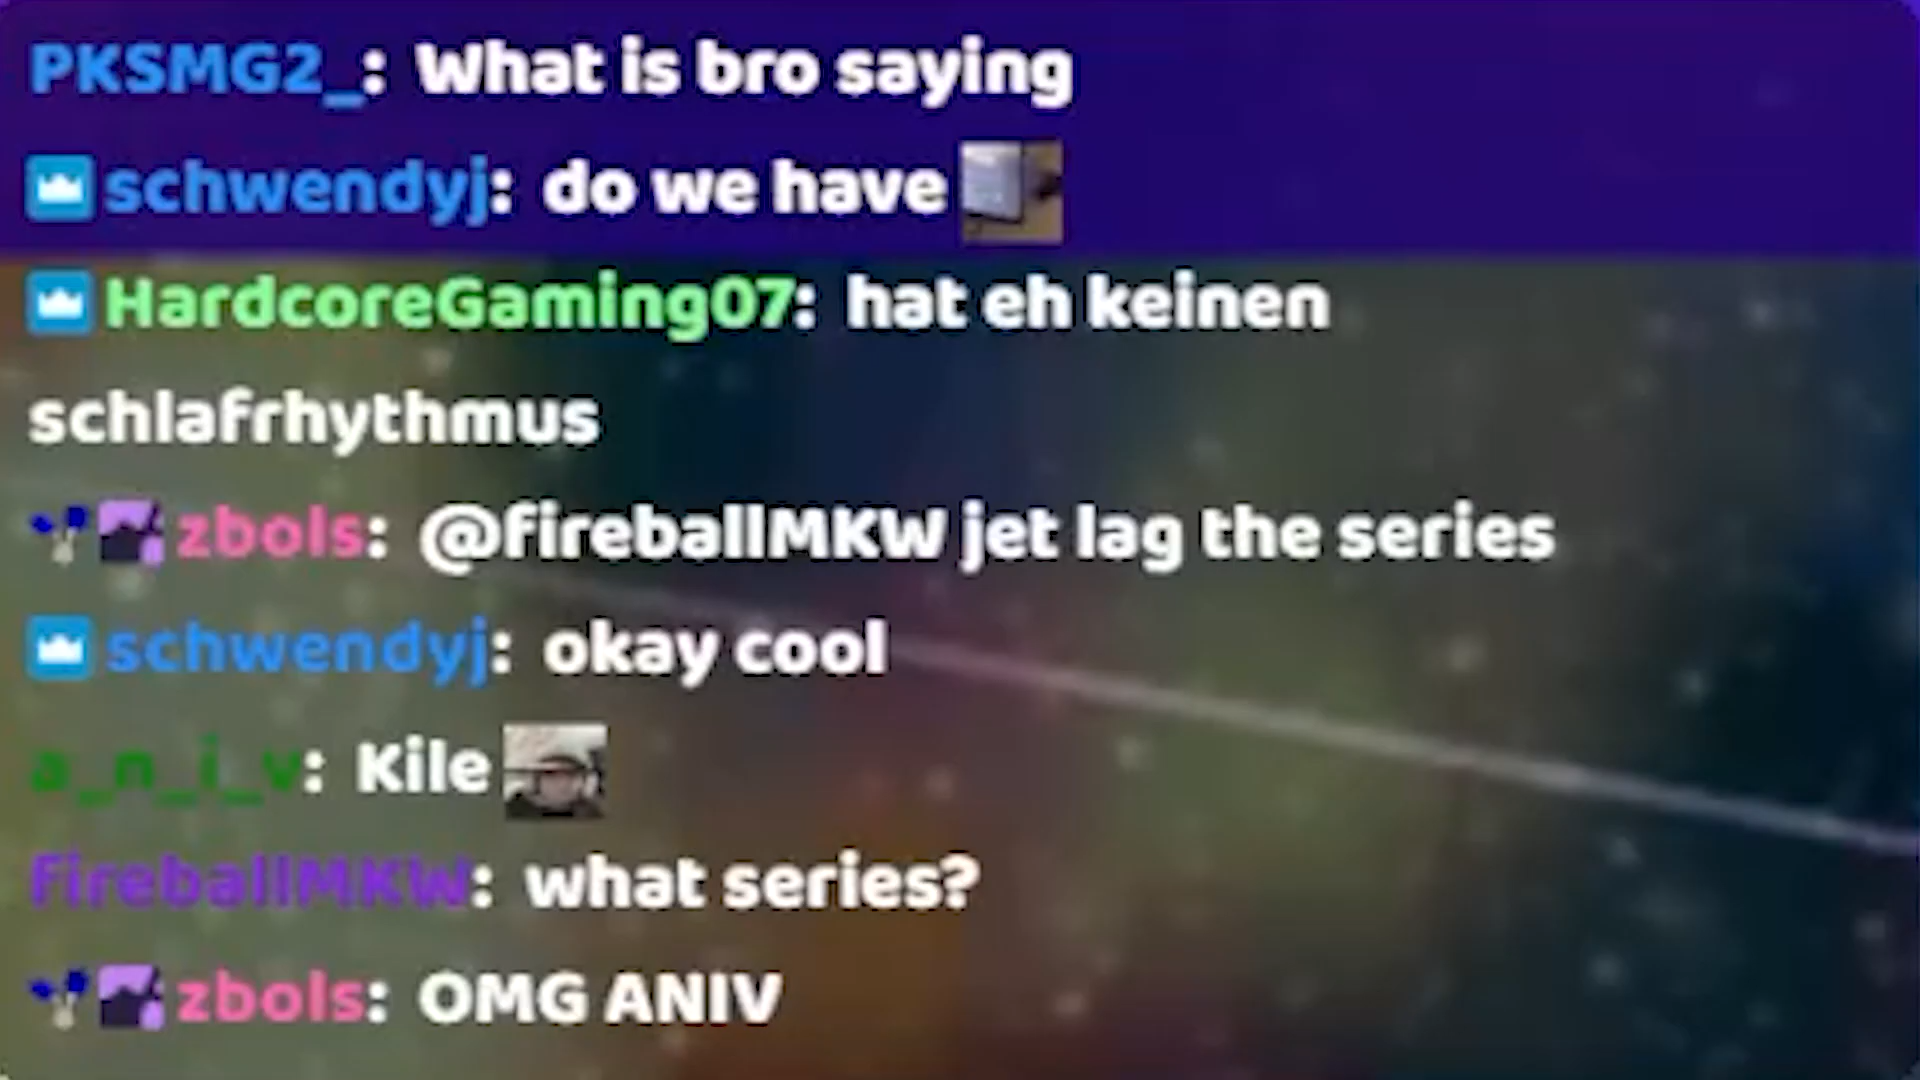 PKSMG2_: What is bro saying
schwendyj: do we have
HardcoreGaming07: hat eh keinen
schlafrhythmus
zbols: @fireballMKW jet lag the series
schwendyj: okay cool
a_n_i_v: Kile
FireballMKW: what series?
zbols: OMG ANIV